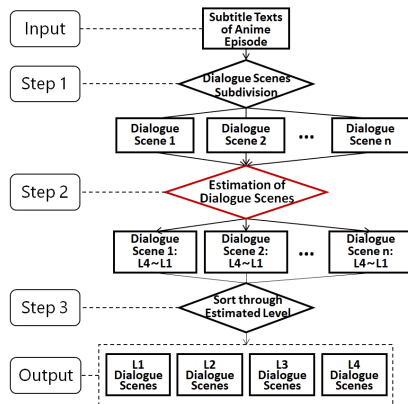 Input
Subtitle Texts
of Anime
Episode
Step 1
Dialogue Scenes
Subdivision
Dialogue
Scene 1
Dialogue
Scene 2
...
Dialogue
Scene n
Step 2
Estimation of
Dialogue Scenes
Dialogue
Scene 1:
L4~L1
Dialogue
Scene 2:
L4~L1
...
Dialogue
Scene n:
L4~L1
Step 3
Sort through
Estimated Level
Output
L1
Dialogue
Scenes
L2
Dialogue
Scenes
L3
Dialogue
Scenes
L4
Dialogue
Scenes